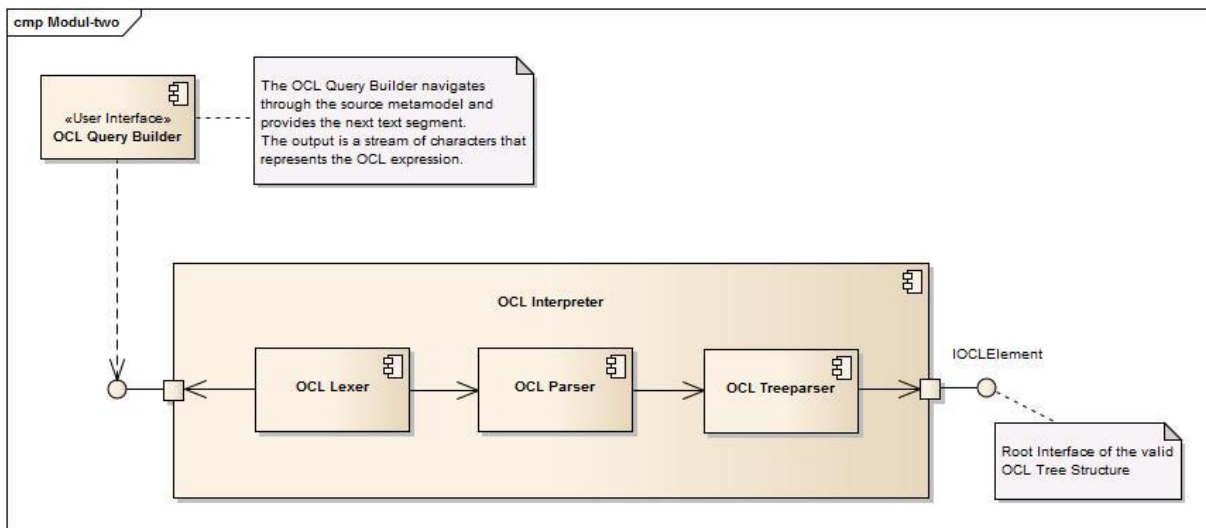 cmp Modul-two
«User Interface»
OCL Query Builder
The OCL Query Builder navigates
through the source metamodel and
provides the next text segment.
The output is a stream of characters that
represents the OCL expression.
OCL Interpreter
OCL Lexer
OCL Parser
OCL Treeparser
IOCLElement
Root Interface of the valid
OCL Tree Structure